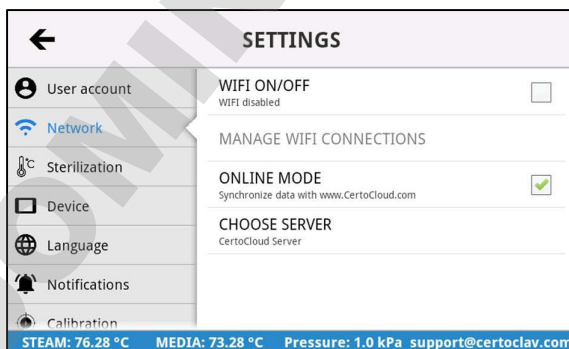 SETTINGS
User account
Network
Sterilization
Device
Language
Notifications
Calibration
WIFI ON/OFF
WIFI disabled
MANAGE WIFI CONNECTIONS
ONLINE MODE
Synchronize data with www.CertoCloud.com
CHOOSE SERVER
CertoCloud Server
STEAM: 76.28 °C MEDIA: 73.28 °C Pressure: 1.0 kPa support@certoclav.com